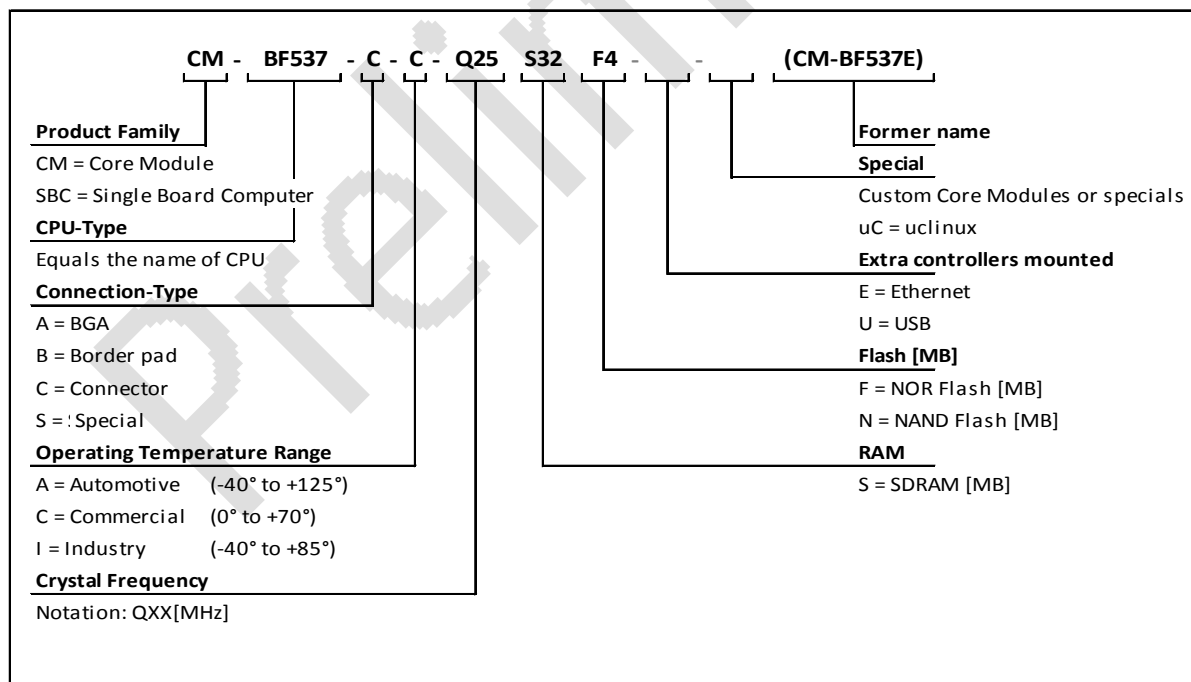 CM - BF537 - C - C - Q25 S32 F4 - - (CM-BF537E)
Product Family
CM = Core Module
SBC = Single Board Computer
CPU-Type
Equals the name of CPU
Connection-Type
A = BGA
B = Border pad
C = Connector
S = : Special
Operating Temperature Range
A = Automotive (-40° to +125°)
C = Commercial (0° to +70°)
I = Industry (-40° to +85°)
Crystal Frequency
Notation: QXX[MHz]
Former name
Special
Custom Core Modules or specials
uC = uclinux
Extra controllers mounted
E = Ethernet
U = USB
Flash [MB]
F = NOR Flash [MB]
N = NAND Flash [MB]
RAM
S = SDRAM [MB]
Prelim